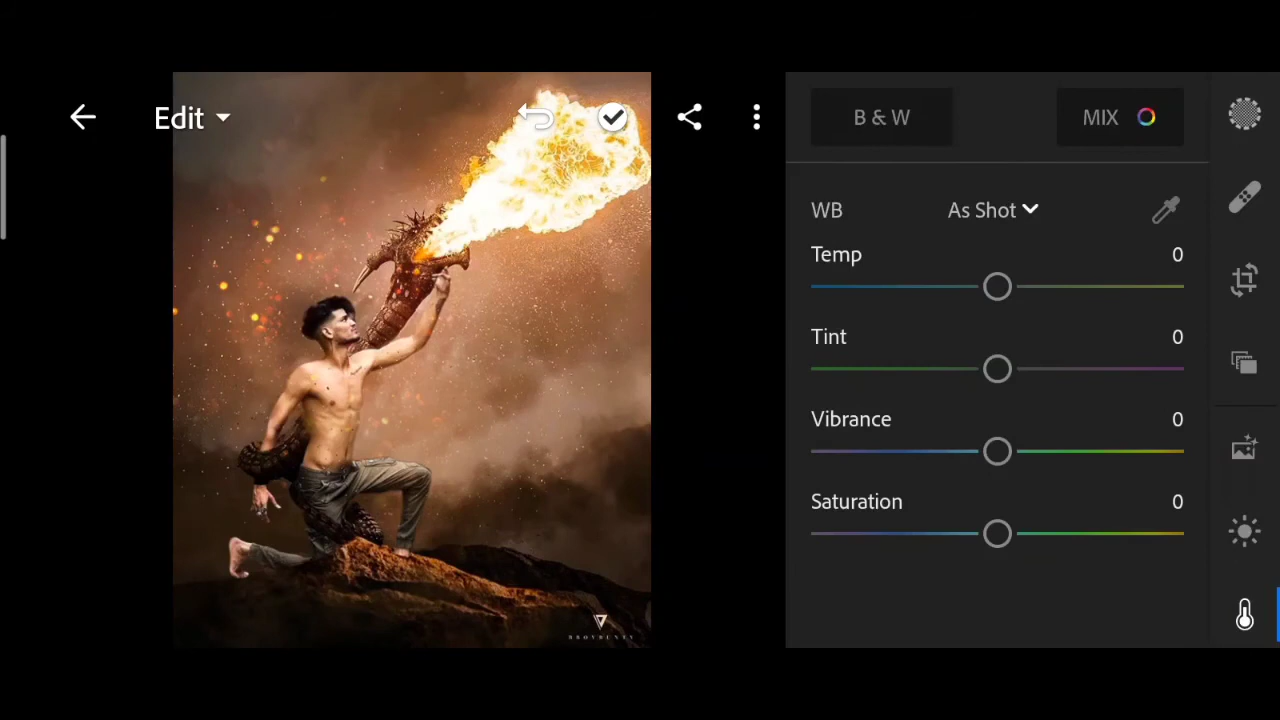 Edit
B & W
MIX
WB
As Shot
Temp
0
Tint
0
Vibrance
0
Saturation
0